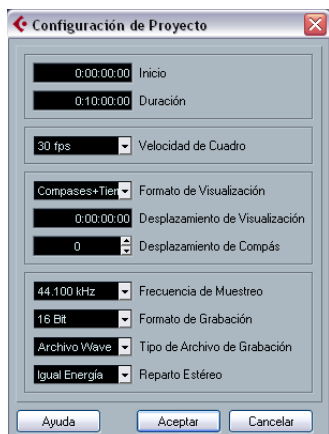 Configuración de Proyecto
0:00:00:00 Inicio
0:10:00:00 Duración
30 fps Velocidad de Cuadro
Compases+Tien Formato de Visualización
0:00:00:00 Desplazamiento de Visualización
0 Desplazamiento de Compás
44.100 kHz Frecuencia de Muestreo
16 Bit Formato de Grabación
Archivo Wave Tipo de Archivo de Grabación
Igual Energía Reparto Estéreo
Ayuda Aceptar Cancelar